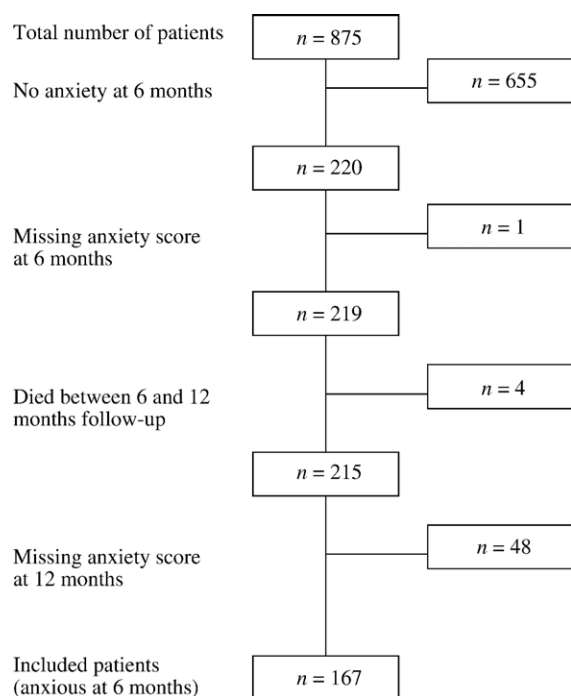 Total number of patients
n = 875
No anxiety at 6 months
n = 655
n = 220
Missing anxiety score
at 6 months
n = 1
n = 219
Died between 6 and 12
months follow-up
n = 4
n = 215
Missing anxiety score
at 12 months
n = 48
Included patients
(anxious at 6 months)
n = 167